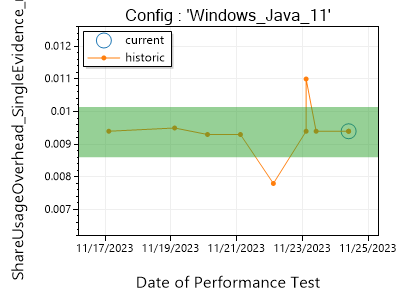 Config : 'Windows_Java_11'
current
historic
0.012
0.011
0.01
0.009
0.008
0.007
ShareUsageOverhead_SingleEvidence_
11/17/2023
11/19/2023
11/21/2023
11/23/2023
11/25/2023
Date of Performance Test